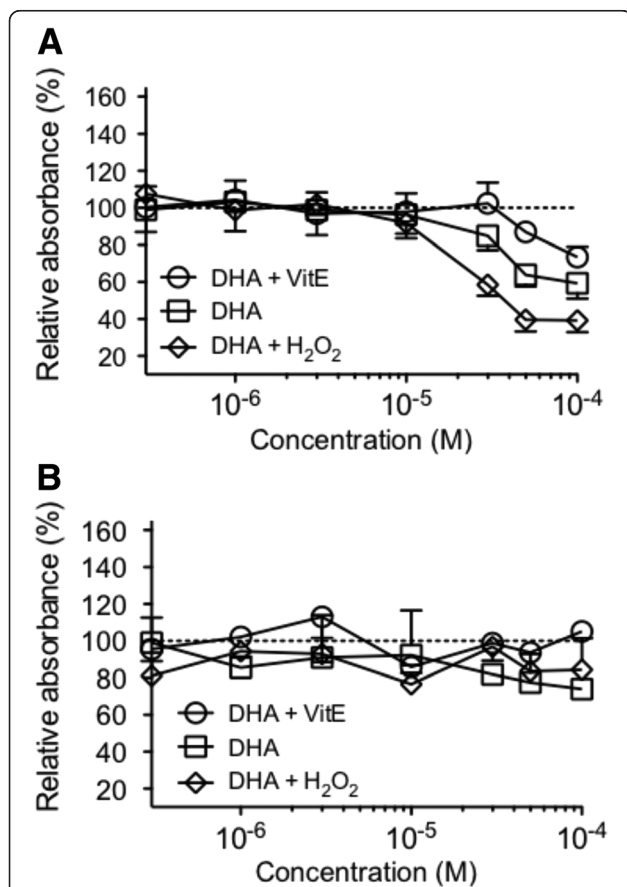 A
Relative absorbance (%)
160
140
120
100
80
60
40
20
DHA + VitE
DHA
DHA + H₂O₂
10⁻⁶ 10⁻⁵ 10⁻⁴
Concentration (M)
B
Relative absorbance (%)
160
140
120
100
80
60
40
20
DHA + VitE
DHA
DHA + H₂O₂
10⁻⁶ 10⁻⁵ 10⁻⁴
Concentration (M)